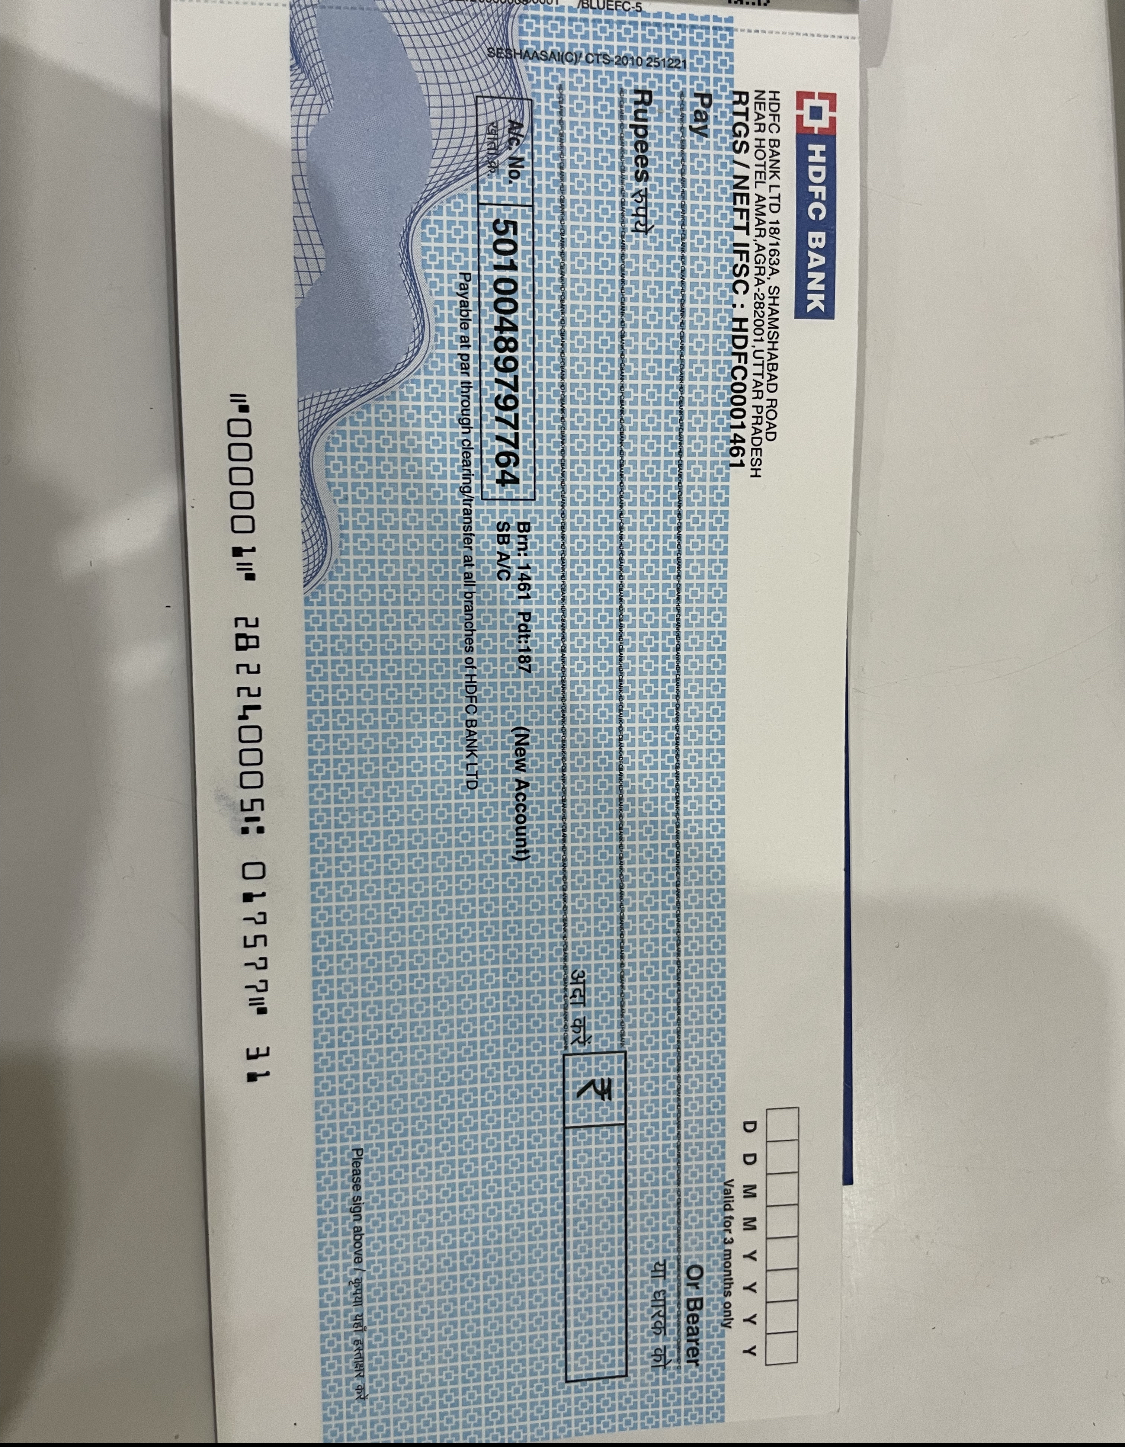 /BLUEFC-5
SESHAASAI(C)/ CTS-2010 251221
HDFC BANK
HDFC BANK LTD 18/163A, SHAMSHABAD ROAD
NEAR HOTEL AMAR,AGRA-282001,UTTAR PRADESH
RTGS / NEFT IFSC : HDFC0001461
D D M M Y Y Y Y
Valid for 3 months only
Pay
Or Bearer
या धारक को
Rupees रुपये
अदा करें
₹
A/c. No.
50100489797764
Brn: 1461 Pdt:187
SB A/C
(New Account)
Payable at par through clearing/transfer at all branches of HDFC BANK LTD
Please sign above / कृपया यहाँ हस्ताक्षर करें
⑈000001⑈ 282240005⑆ 017577⑈ 31